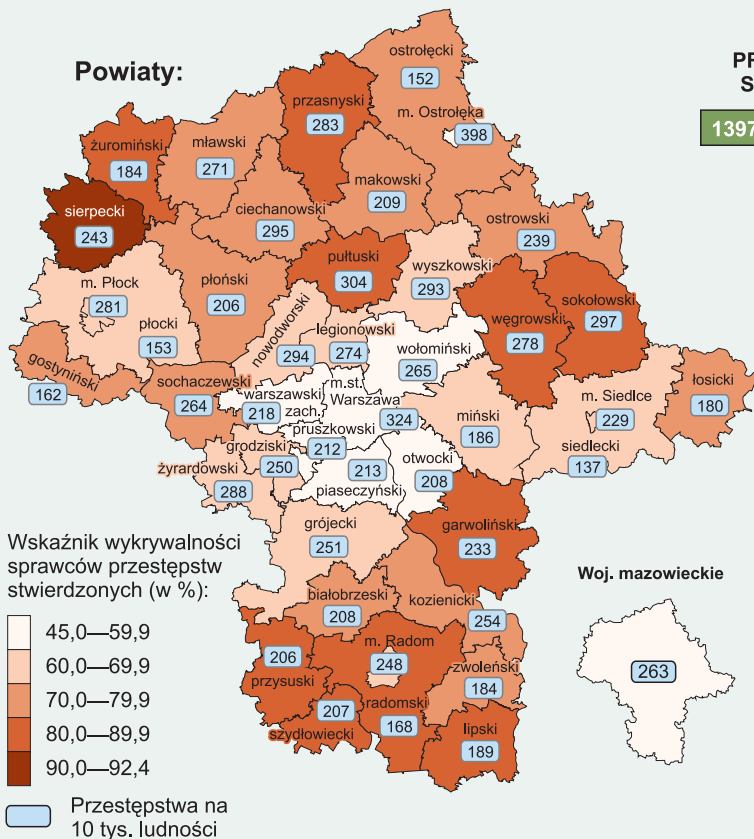 Powiaty:
PR
S
1397
ostrołęcki
152
m. Ostrołęka
398
przasnyski
283
żuromiński
184
mławski
271
makowski
209
ciechanowski
295
sierpecki
243
ostrowski
239
pułtuski
304
wyszkowski
293
płoński
206
m. Płock
281
płocki
153
węgrowski
278
sokołowski
297
nowodworski
294
legionowski
274
wołomiński
265
gostyniński
162
sochaczewski
264
warszawski
zach.
218
m.st.
Warszawa
324
pruszkowski
212
miński
186
m. Siedlce
229
siedlecki
137
łosicki
180
grodziski
250
żyrardowski
288
213
piaseczyński
otwocki
208
grójecki
251
garwoliński
233
białobrzeski
208
kozienicki
254
m. Radom
248
206
przysuski
zwoleński
184
207
szydłowiecki
radomski
168
lipski
189
Woj. mazowieckie
263
Wskaźnik wykrywalności
sprawców przestępstw
stwierdzonych (w %):
45,0—59,9
60,0—69,9
70,0—79,9
80,0—89,9
90,0—92,4
Przestępstwa na
10 tys. ludności